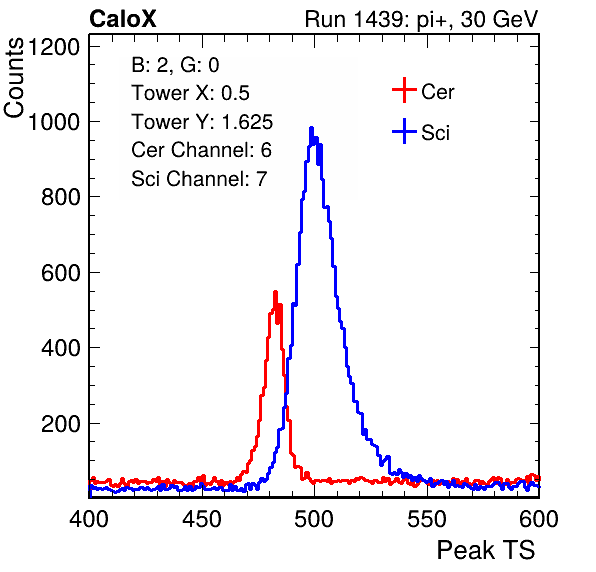 CaloX Run 1439: pi+, 30 GeV
Counts
B: 2, G: 0
Tower X: 0.5
Tower Y: 1.625
Cer Channel: 6
Sci Channel: 7
Cer
Sci
1200
1000
800
600
400
200
400 450 500 550 600
Peak TS